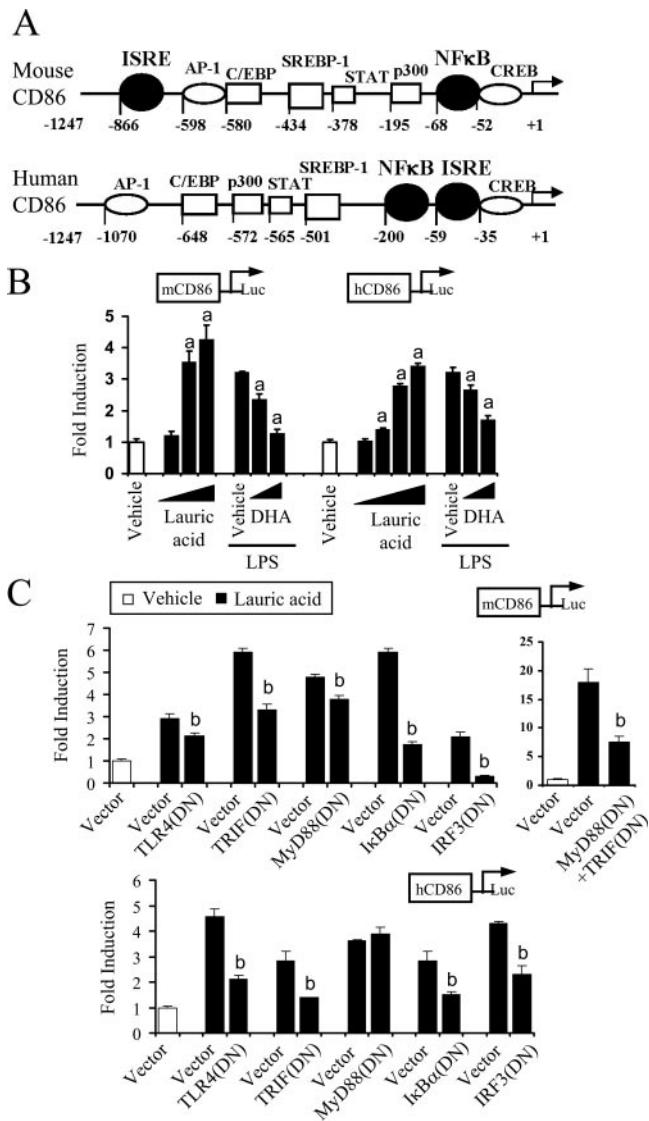 A
ISRE AP-1 C/EBP SREBP-1 STAT p300 NFκB CREB
Mouse
CD86
-1247 -866 -598 -580 -434 -378 -195 -68 -52 +1
Human
CD86
AP-1 C/EBP p300 STAT SREBP-1 NFκB ISRE CREB
-1247 -1070 -648 -572 -565 -501 -200 -59 -35 +1
B
mCD86 Luc hCD86 Luc
Fold Induction
5
4
3
2
1
0
a a a a a a a a a a
Vehicle Lauric acid Vehicle DHA Vehicle Lauric acid Vehicle DHA
LPS LPS
C
Vehicle Lauric acid
mCD86 Luc
Fold Induction
7
6
5
4
3
2
1
0
b b b b b
Vector Vector TLR4(DN) Vector TRIF(DN) Vector MyD88(DN) Vector IκBα(DN) Vector IRF3(DN)
25
20
15
10
5
0
b
Vector Vector MyD88(DN)
+TRIF(DN)
hCD86 Luc
Fold Induction
6
5
4
3
2
1
0
b b b b
Vector Vector TLR4(DN) Vector TRIF(DN) Vector MyD88(DN) Vector IκBα(DN) Vector IRF3(DN)